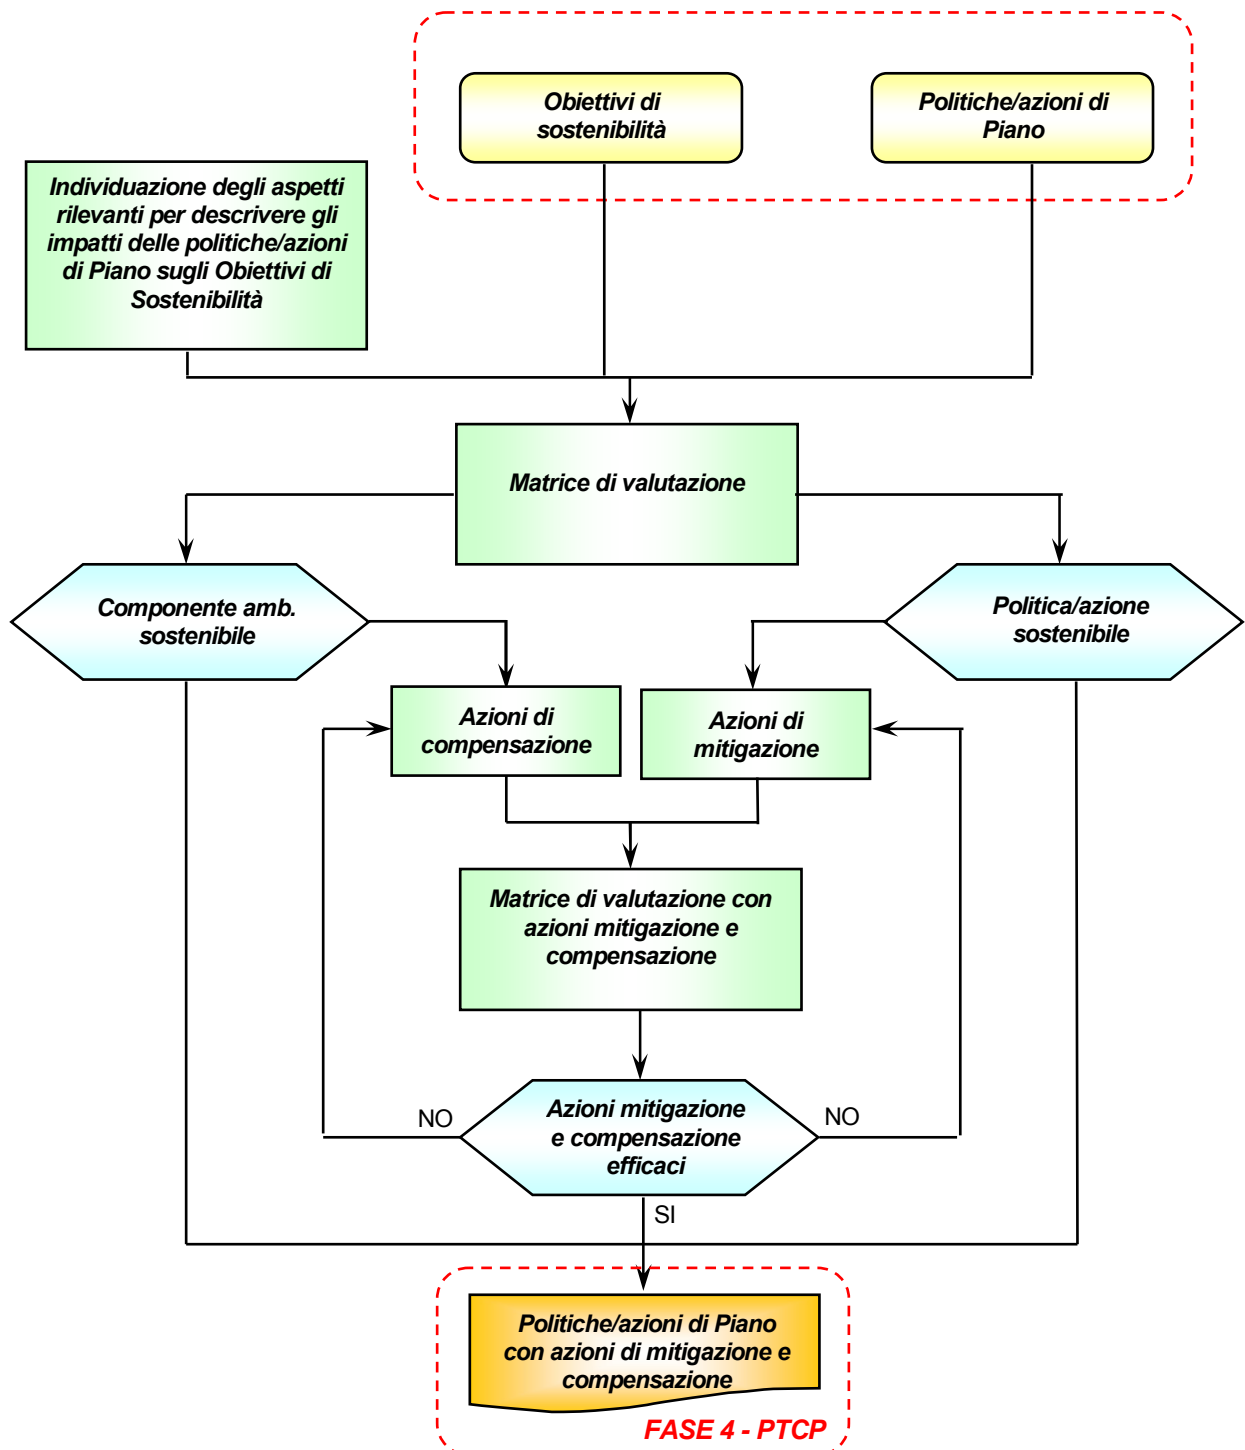 Obiettivi di
sostenibilità
Politiche/azioni di
Piano
Individuazione degli aspetti
rilevanti per descrivere gli
impatti delle politiche/azioni
di Piano sugli Obiettivi di
Sostenibilità
Matrice di valutazione
Componente amb.
sostenibile
Politica/azione
sostenibile
Azioni di
compensazione
Azioni di
mitigazione
Matrice di valutazione con
azioni mitigazione e
compensazione
NO
Azioni mitigazione
e compensazione
efficaci
NO
SI
Politiche/azioni di Piano
con azioni di mitigazione e
compensazione
FASE 4 - PTCP